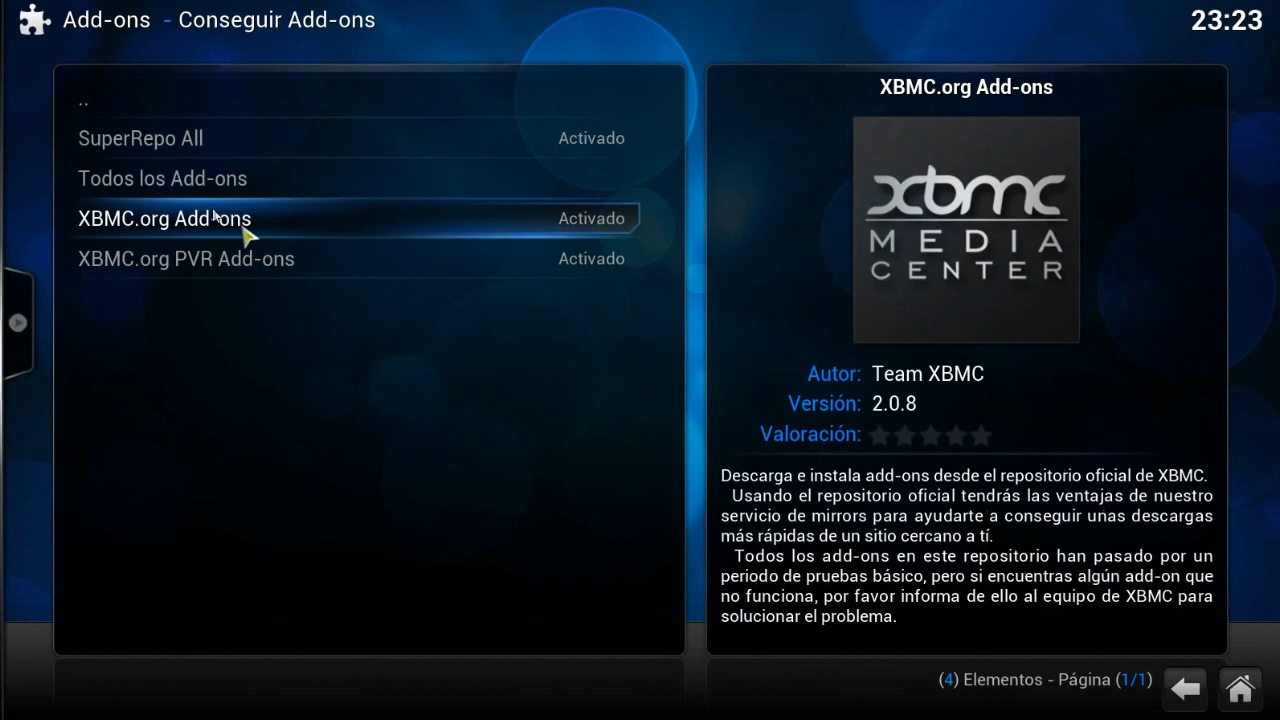 Add-ons - Conseguir Add-ons
23:23
..
SuperRepo All Activado
Todos los Add-ons
XBMC.org Add-ons Activado
XBMC.org PVR Add-ons Activado
XBMC.org Add-ons
xbmc
MEDIA
CENTER
Autor: Team XBMC
Versión: 2.0.8
Valoración:
Descarga e instala add-ons desde el repositorio oficial de XBMC.
Usando el repositorio oficial tendrás las ventajas de nuestro
servicio de mirrors para ayudarte a conseguir unas descargas
más rápidas de un sitio cercano a tí.
Todos los add-ons en este repositorio han pasado por un
periodo de pruebas básico, pero si encuentras algún add-on que
no funciona, por favor informa de ello al equipo de XBMC para
solucionar el problema.
(4) Elementos - Página (1/1)